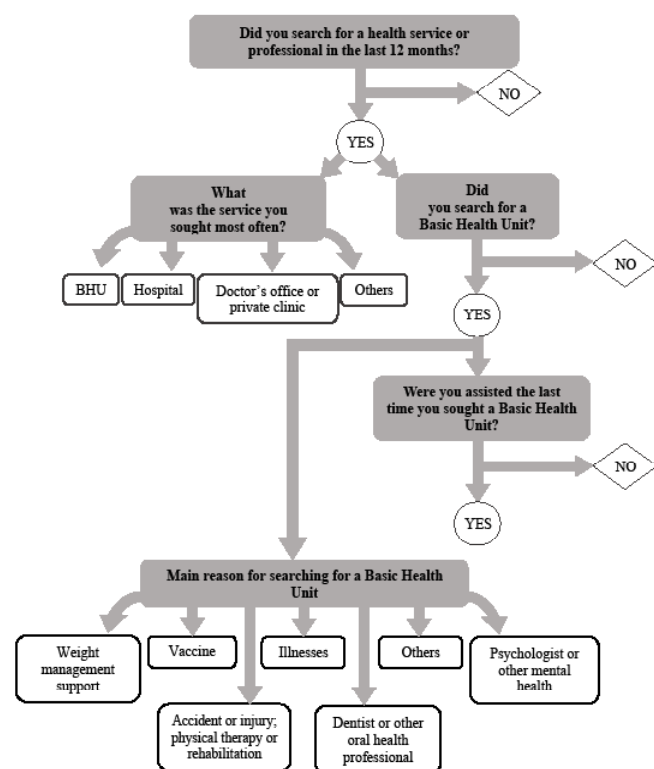 Did you search for a health service or
professional in the last 12 months?
NO
YES
What
was the service you
sought most often?
Did
you search for a
Basic Health Unit?
BHU
Hospital
Doctor's office or
private clinic
Others
NO
YES
Were you assisted the last
time you sought a Basic Health
Unit?
NO
YES
Main reason for searching for a Basic Health
Unit
Weight
management
support
Vaccine
Illnesses
Others
Psychologist or
other mental
health
Accident or injury;
physical therapy or
rehabilitation
Dentist or other
oral health
professional